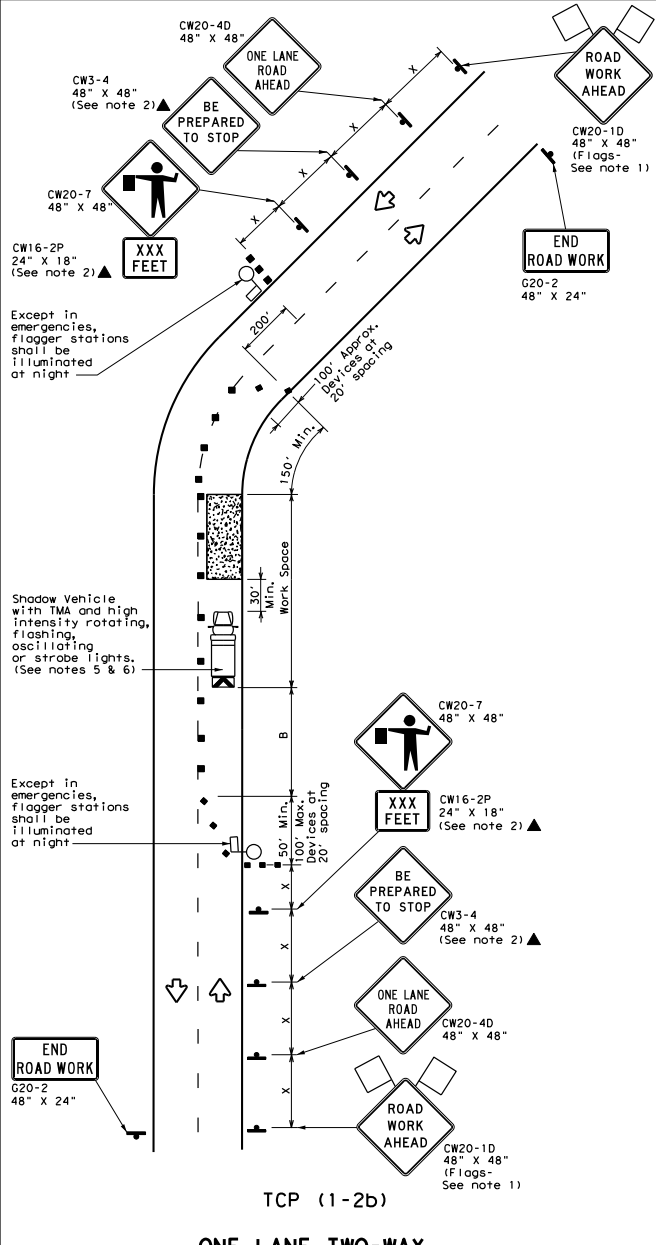 CW20-4D
48" X 48"
ONE LANE
ROAD
AHEAD
ROAD
WORK
AHEAD
CW3-4
48" X 48"
(See note 2)▲
BE
PREPARED
TO STOP
X
X
X
X
CW20-1D
48" X 48"
(Flags-
See note 1)
CW20-7
48" X 48"
CW16-2P
24" X 18"
(See note 2)▲
XXX
FEET
END
ROAD WORK
G20-2
48" X 24"
Except in
emergencies,
flagger stations
shall be
illuminated
at night
200'
100' Approx.
Devices at
20' spacing
150' Min.
Work Space
30'
Min.
Shadow Vehicle
with TMA and high
intensity rotating,
flashing,
oscillating
or strobe lights.
(See notes 5 & 6)
B
CW20-7
48" X 48"
Except in
emergencies,
flagger stations
shall be
illuminated
at night
50' Min.
100' Max.
Devices at
20' spacing
XXX
FEET
CW16-2P
24" X 18"
(See note 2)▲
X
BE
PREPARED
TO STOP
CW3-4
48" X 48"
(See note 2)▲
X
ONE LANE
ROAD
AHEAD
CW20-4D
48" X 48"
X
X
END
ROAD WORK
G20-2
48" X 24"
ROAD
WORK
AHEAD
CW20-1D
48" X 48"
(Flags-
See note 1)
TCP (1-2b)
ONE LANE TWO-WAY